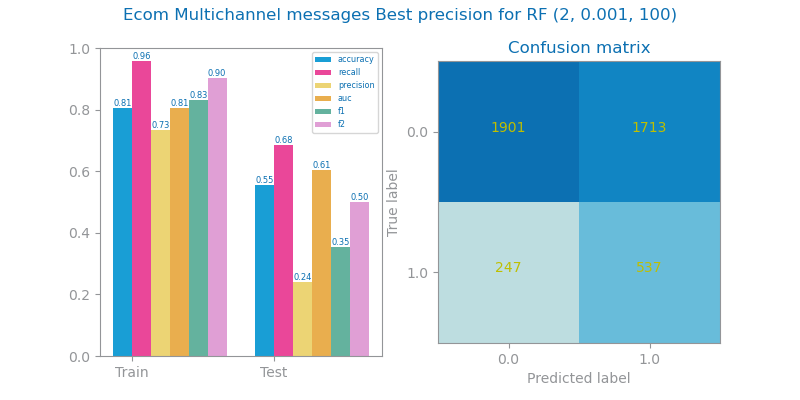 Ecom Multichannel messages Best precision for RF (2, 0.001, 100)
1.0
0.8
0.6
0.4
0.2
0.0
0.81
0.96
0.73
0.81
0.83
0.90
0.55
0.68
0.24
0.61
0.35
0.50
accuracy
recall
precision
auc
f1
f2
Train
Test
Confusion matrix
True label
0.0
1.0
1901
1713
247
537
0.0
1.0
Predicted label